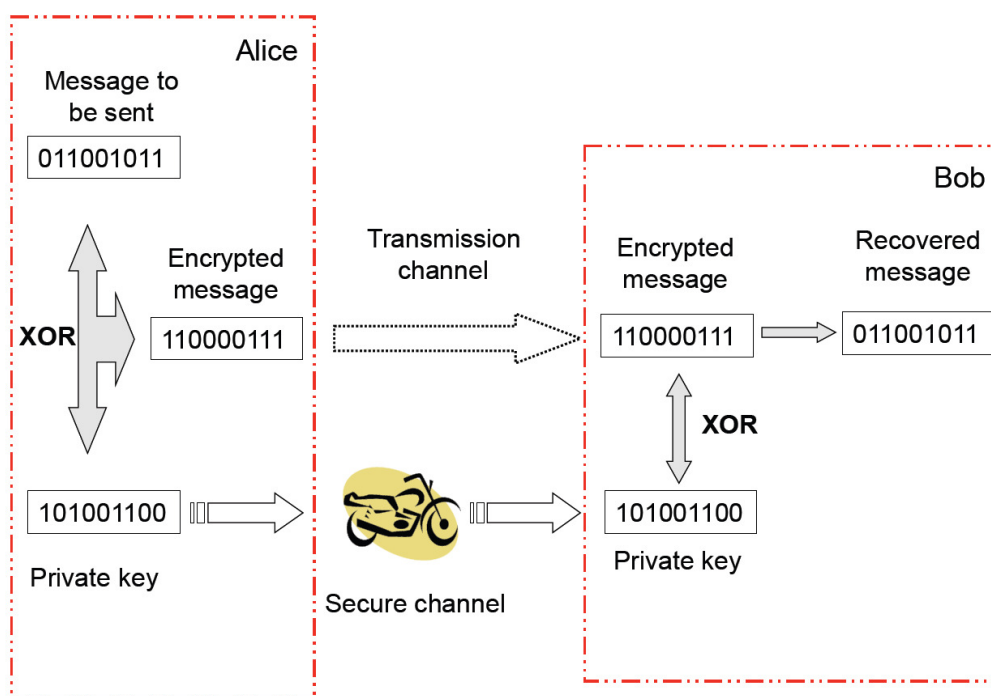 Alice
Message to
be sent
011001011
XOR
Encrypted
message
110000111
101001100
Private key
Transmission
channel
Secure channel
Bob
Encrypted
message
110000111
Recovered
message
011001011
XOR
101001100
Private key